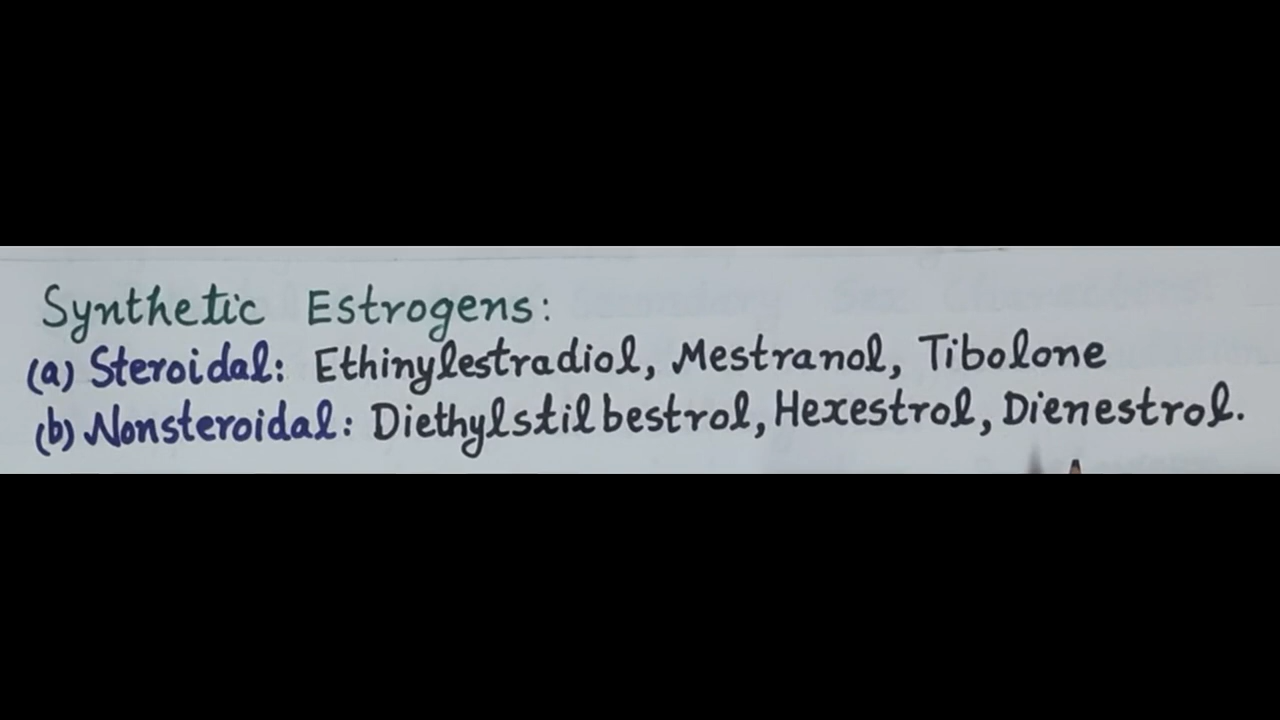 Synthetic Estrogens:
(a) Steroidal: Ethinylestradiol, Mestranol, Tibolone
(b) Nonsteroidal: Diethylstilbestrol, Hexestrol, Dienestrol.